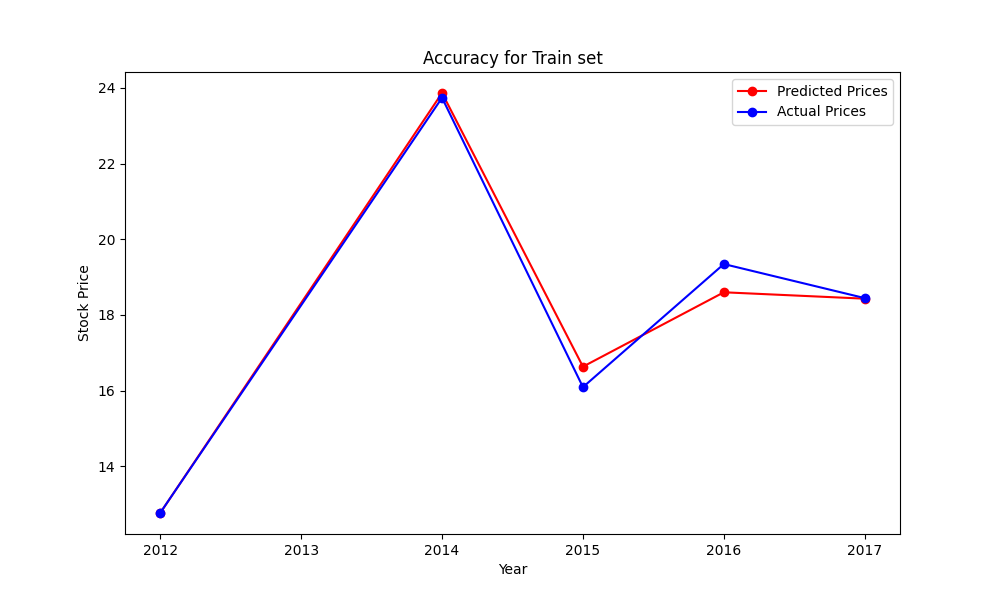 Accuracy for Train set
Predicted Prices
Actual Prices
24
22
20
18
16
14
Stock Price
2012
2013
2014
2015
2016
2017
Year